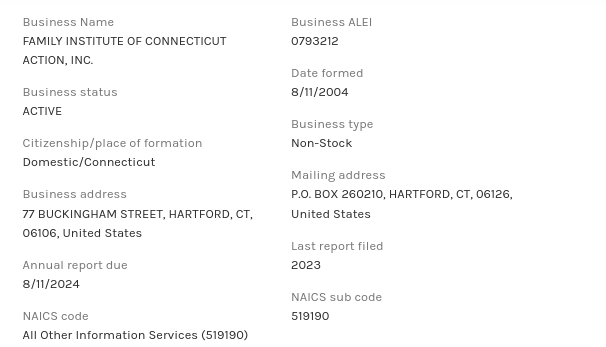 Business Name
FAMILY INSTITUTE OF CONNECTICUT
ACTION, INC.
Business status
ACTIVE
Citizenship/place of formation
Domestic/Connecticut
Business address
77 BUCKINGHAM STREET, HARTFORD, CT,
06106, United States
Annual report due
8/11/2024
NAICS code
All Other Information Services (519190)
Business ALEI
0793212
Date formed
8/11/2004
Business type
Non-Stock
Mailing address
P.O. BOX 260210, HARTFORD, CT, 06126,
United States
Last report filed
2023
NAICS sub code
519190